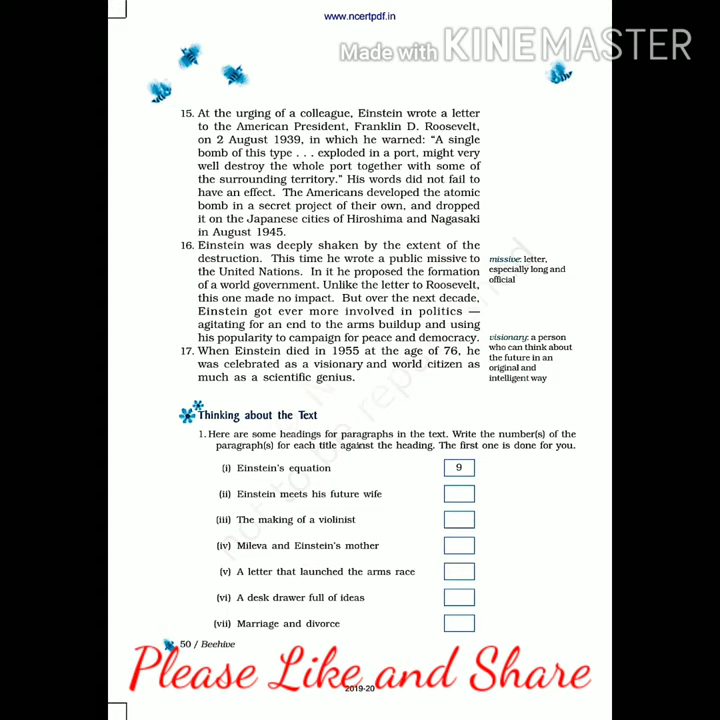 www.ncertpdf.in
Made with KINEMASTER
15. At the urging of a colleague, Einstein wrote a letter
to the American President, Franklin D. Roosevelt,
on 2 August 1939, in which he warned: “A single
bomb of this type . . . exploded in a port, might very
well destroy the whole port together with some of
the surrounding territory.” His words did not fail to
have an effect. The Americans developed the atomic
bomb in a secret project of their own, and dropped
it on the Japanese cities of Hiroshima and Nagasaki
in August 1945.
16. Einstein was deeply shaken by the extent of the
destruction. This time he wrote a public missive to
the United Nations. In it he proposed the formation
of a world government. Unlike the letter to Roosevelt,
this one made no impact. But over the next decade,
Einstein got ever more involved in politics —
agitating for an end to the arms buildup and using
his popularity to campaign for peace and democracy.
17. When Einstein died in 1955 at the age of 76, he
was celebrated as a visionary and world citizen as
much as a scientific genius.
missive: letter,
especially long and
official
visionary: a person
who can think about
the future in an
original and
intelligent way
Thinking about the Text
1. Here are some headings for paragraphs in the text. Write the number(s) of the
paragraph(s) for each title against the heading. The first one is done for you.
(i) Einstein's equation 9
(ii) Einstein meets his future wife
(iii) The making of a violinist
(iv) Mileva and Einstein's mother
(v) A letter that launched the arms race
(vi) A desk drawer full of ideas
(vii) Marriage and divorce
50 / Beehive
Please Like and Share
2019-20